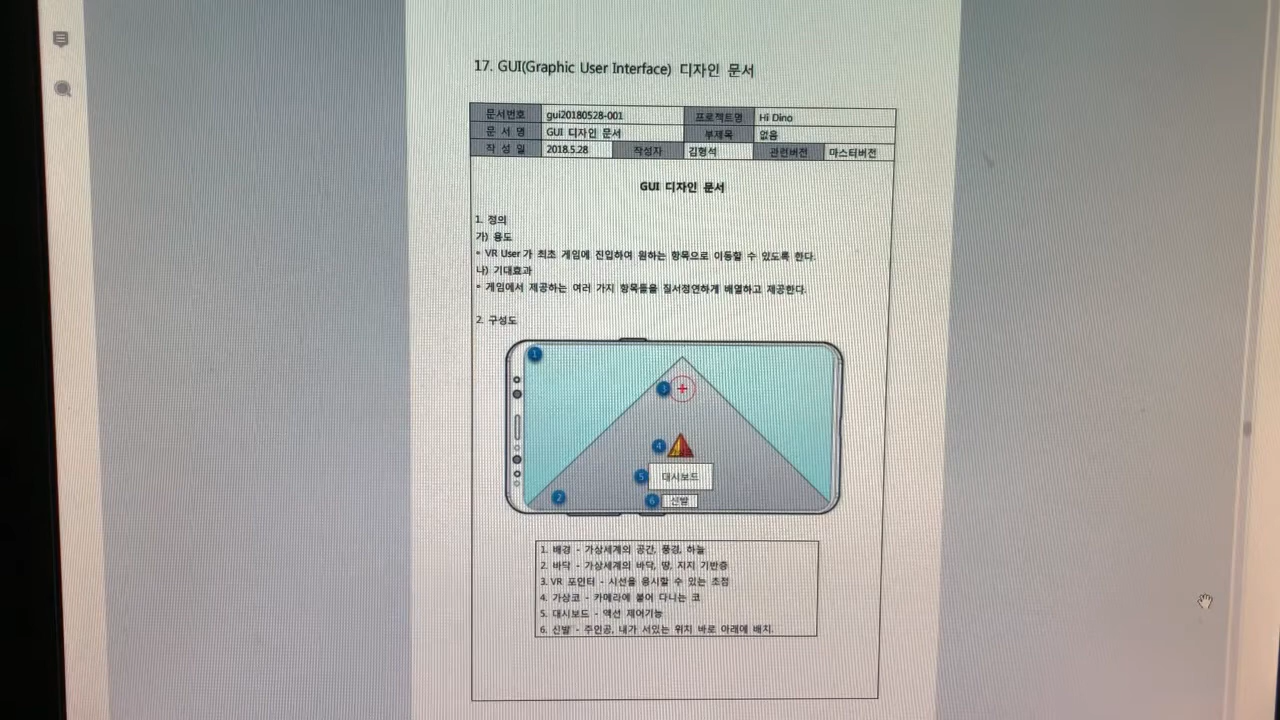 17. GUI(Graphic User Interface) 디자인 문서
문서번호 gui20180528-001 프로젝트명 Hi Dino
문 서 명 GUI 디자인 문서 부제목 없음
작 성 일 2018.5.28 작성자 김형석 관련버전 마스터버전
GUI 디자인 문서
1. 정의
가) 용도
- VR User가 최초 게임에 진입하여 원하는 항목으로 이동할 수 있도록 한다.
나) 기대효과
- 게임에서 제공하는 여러 가지 항목들을 질서정연하게 배열하고 제공한다.
2. 구성도
1
3
4
5 대시보드
2
6 신발
1. 배경 - 가상세계의 공간, 풍경, 하늘
2. 바닥 - 가상세계의 바닥, 땅, 지지 기반층
3. VR 포인터 - 시선을 응시할 수 있는 초점
4. 가상코 - 카메라에 붙어 다니는 코
5. 대시보드 - 액션 제어기능
6. 신발 - 주인공, 내가 서있는 위치 바로 아래에 배치.